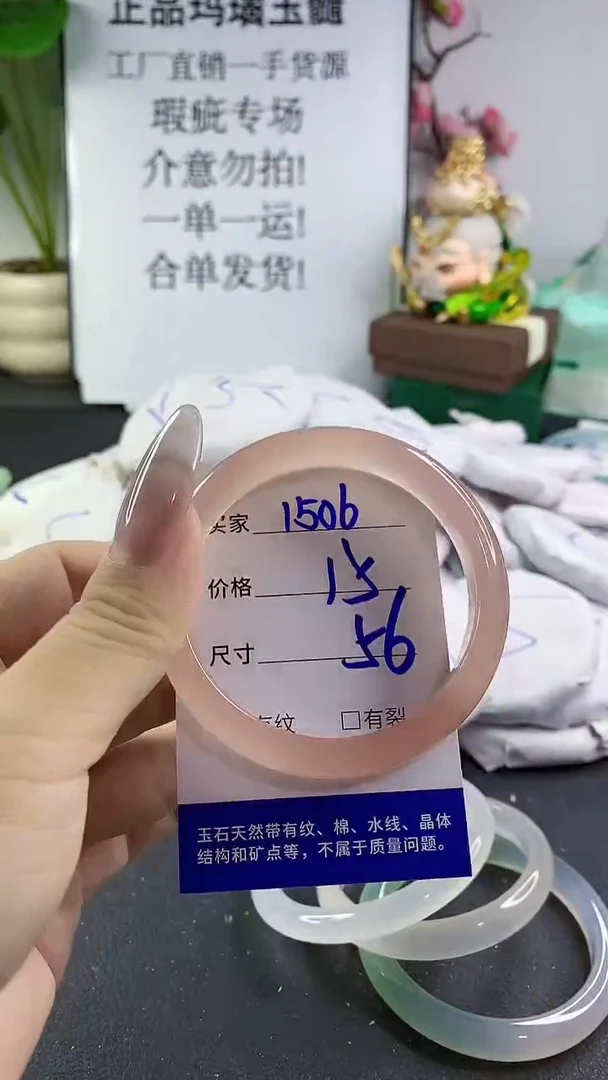 正品玛瑙玉髓
工厂直销一手货源
瑕疵专场
介意勿拍!
一单一运!
合单发货!
买家 1506
价格 15
尺寸 56
有纹 □有裂
玉石天然带有纹、棉、水线、晶体
结构和矿点等，不属于质量问题。